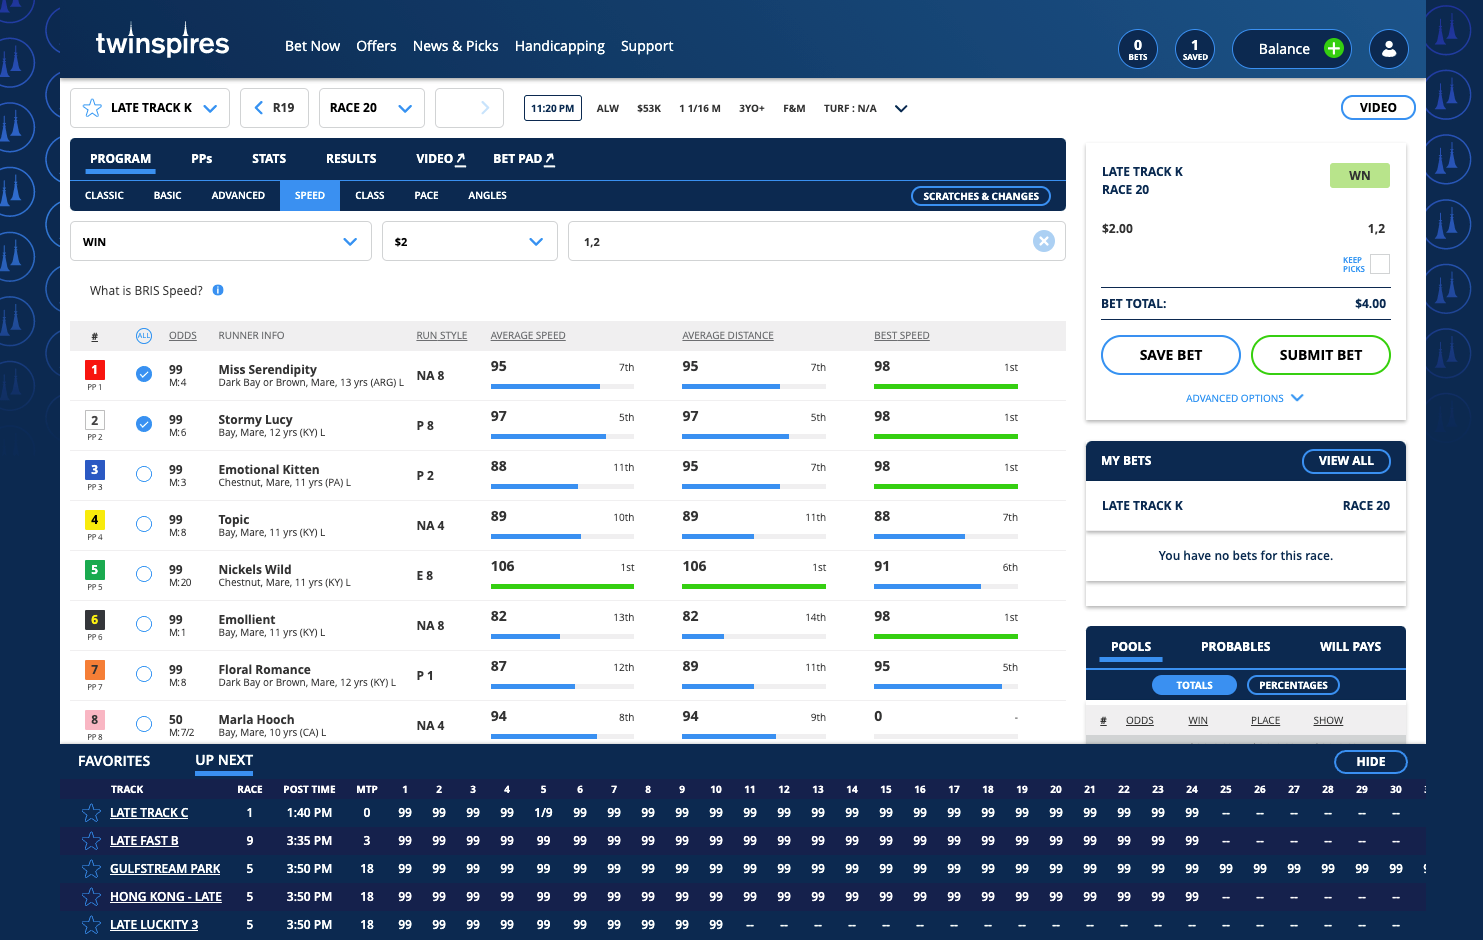 twinspires
Bet Now Offers News & Picks Handicapping Support
0 BETS
1 SAVED
Balance
LATE TRACK K
R19
RACE 20
11:20 PM ALW $53K 1 1/16 M 3YO+ F&M TURF : N/A
VIDEO
PROGRAM PPs STATS RESULTS VIDEO BET PAD
CLASSIC BASIC ADVANCED SPEED CLASS PACE ANGLES SCRATCHES & CHANGES
WIN $2 1,2
What is BRIS Speed?
# ALL ODDS RUNNER INFO RUN STYLE AVERAGE SPEED AVERAGE DISTANCE BEST SPEED
1 99 Miss Serendipity NA 8 95 7th 95 7th 98 1st
PP 1 M:4 Dark Bay or Brown, Mare, 13 yrs (ARG) L
2 99 Stormy Lucy P 8 97 5th 97 5th 98 1st
PP 2 M:6 Bay, Mare, 12 yrs (KY) L
3 99 Emotional Kitten P 2 88 11th 95 7th 98 1st
PP 3 M:3 Chestnut, Mare, 11 yrs (PA) L
4 99 Topic NA 4 89 10th 89 11th 88 7th
PP 4 M:8 Bay, Mare, 11 yrs (KY) L
5 99 Nickels Wild E 8 106 1st 106 1st 91 6th
PP 5 M:20 Chestnut, Mare, 11 yrs (KY) L
6 99 Emollient NA 8 82 13th 82 14th 98 1st
PP 6 M:1 Bay, Mare, 11 yrs (KY) L
7 99 Floral Romance P 1 87 12th 89 11th 95 5th
PP 7 M:8 Dark Bay or Brown, Mare, 12 yrs (KY) L
8 50 Marla Hooch NA 4 94 8th 94 9th 0 -
PP 8 M:7/2 Bay, Mare, 10 yrs (CA) L
LATE TRACK K
RACE 20
WN
$2.00 1,2
KEEP PICKS
BET TOTAL: $4.00
SAVE BET SUBMIT BET
ADVANCED OPTIONS
MY BETS VIEW ALL
LATE TRACK K RACE 20
You have no bets for this race.
POOLS PROBABLES WILL PAYS
TOTALS PERCENTAGES
# ODDS WIN PLACE SHOW
FAVORITES UP NEXT HIDE
TRACK RACE POST TIME MTP 1 2 3 4 5 6 7 8 9 10 11 12 13 14 15 16 17 18 19 20 21 22 23 24 25 26 27 28 29 30
LATE TRACK C 1 1:40 PM 0 99 99 99 99 1/9 99 99 99 99 99 99 99 99 99 99 99 99 99 99 99 99 99 99 99 -- -- -- -- -- --
LATE FAST B 9 3:35 PM 3 99 99 99 99 99 99 99 99 99 99 99 99 99 99 99 99 99 99 99 99 99 99 99 99 -- -- -- -- -- --
GULFSTREAM PARK 5 3:50 PM 18 99 99 99 99 99 99 99 99 99 99 99 99 99 99 99 99 99 99 99 99 99 99 99 99 99 99 99 99 99 99
HONG KONG - LATE 5 3:50 PM 18 99 99 99 99 99 99 99 99 99 99 99 99 99 99 99 99 99 99 99 99 99 99 99 99 -- -- -- -- -- --
LATE LUCKITY 3 5 3:50 PM 18 99 99 99 99 99 99 99 99 99 99 -- -- -- -- -- -- -- -- -- -- -- -- -- -- -- -- -- -- -- --